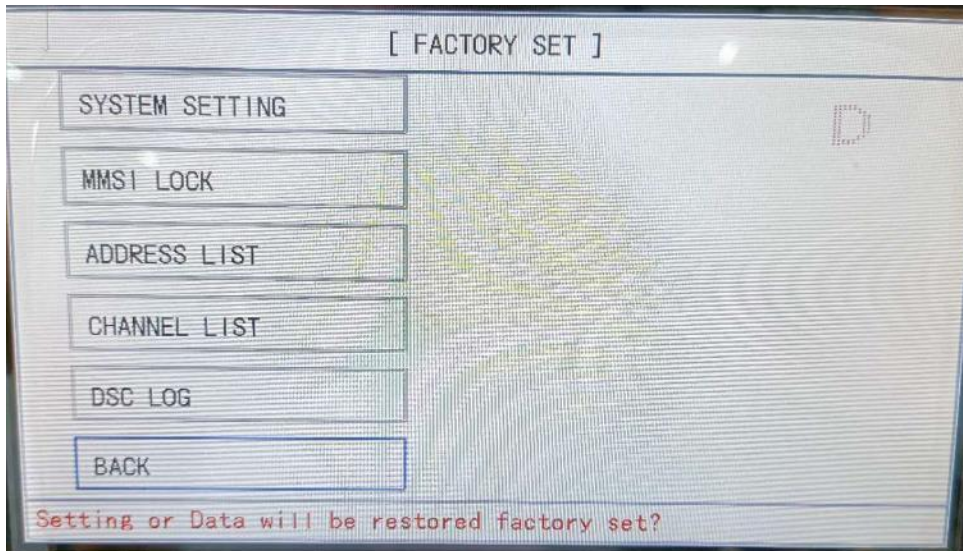 [ FACTORY SET ]
SYSTEM SETTING
D
MMSI LOCK
ADDRESS LIST
CHANNEL LIST
DSC LOG
BACK
Setting or Data will be restored factory set?